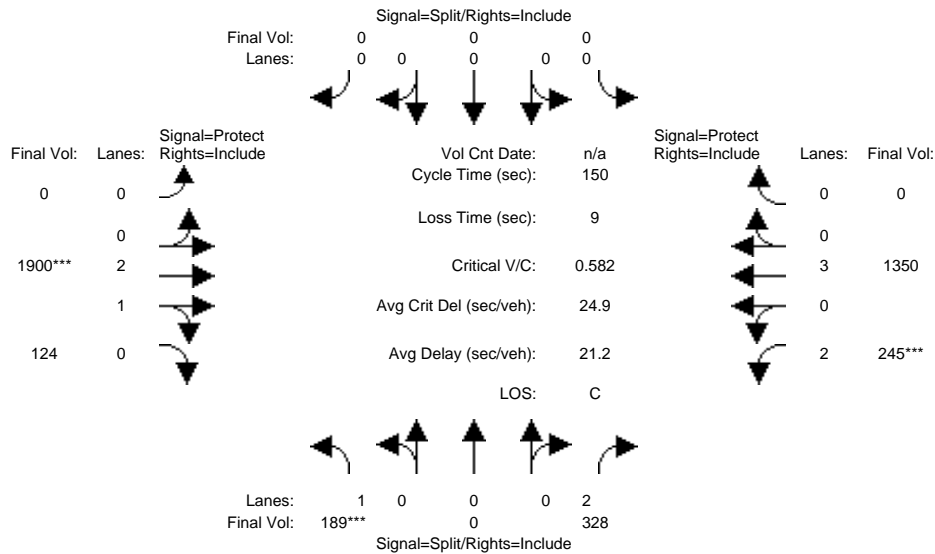 Signal=Split/Rights=Include
Final Vol: 0 0 0
Lanes: 0 0 0 0 0
Signal=Protect
Final Vol: Lanes: Rights=Include
Vol Cnt Date: n/a
Signal=Protect
Rights=Include Lanes: Final Vol:
Cycle Time (sec): 150
0 0
0 0
Loss Time (sec): 9
0
0
1900*** 2
Critical V/C: 0.582
3 1350
1
Avg Crit Del (sec/veh): 24.9
0
124 0
Avg Delay (sec/veh): 21.2
2 245***
LOS: C
Lanes: 1 0 0 0 2
Final Vol: 189*** 0 328
Signal=Split/Rights=Include